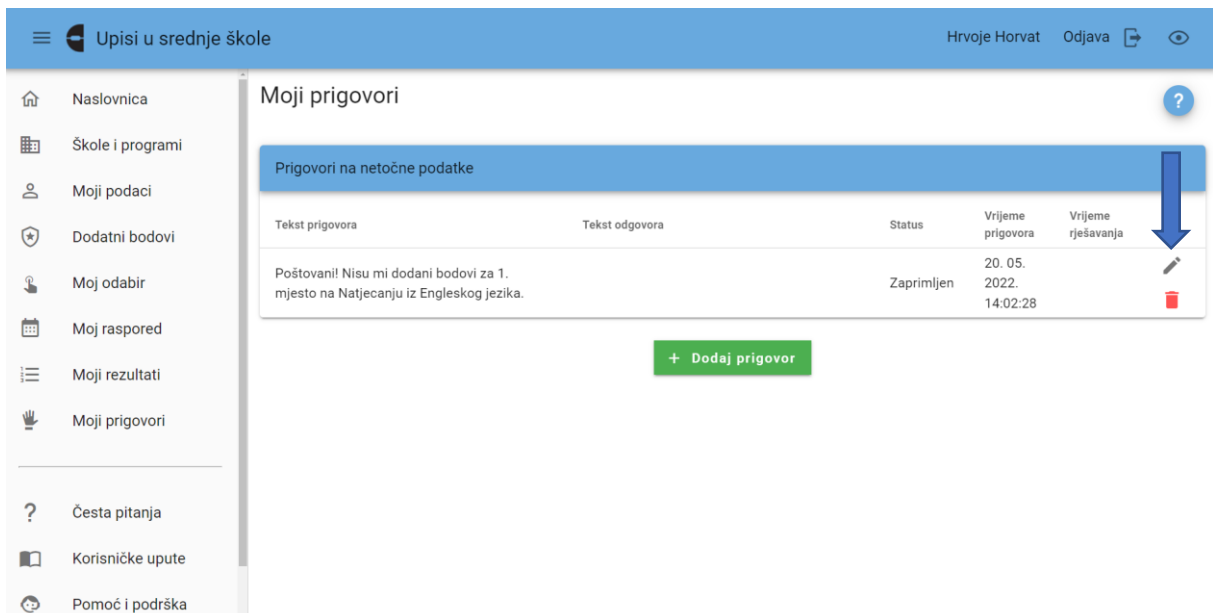 Upisi u srednje škole
Hrvoje Horvat
Odjava
Naslovnica
Škole i programi
Moji podaci
Dodatni bodovi
Moj odabir
Moj raspored
Moji rezultati
Moji prigovori
Česta pitanja
Korisničke upute
Pomoć i podrška
Moji prigovori
?
Prigovori na netočne podatke
Tekst prigovora
Tekst odgovora
Status
Vrijeme
prigovora
Vrijeme
rješavanja
Poštovani! Nisu mi dodani bodovi za 1.
mjesto na Natjecanju iz Engleskog jezika.
Zaprimljen
20. 05.
2022.
14:02:28
+ Dodaj prigovor